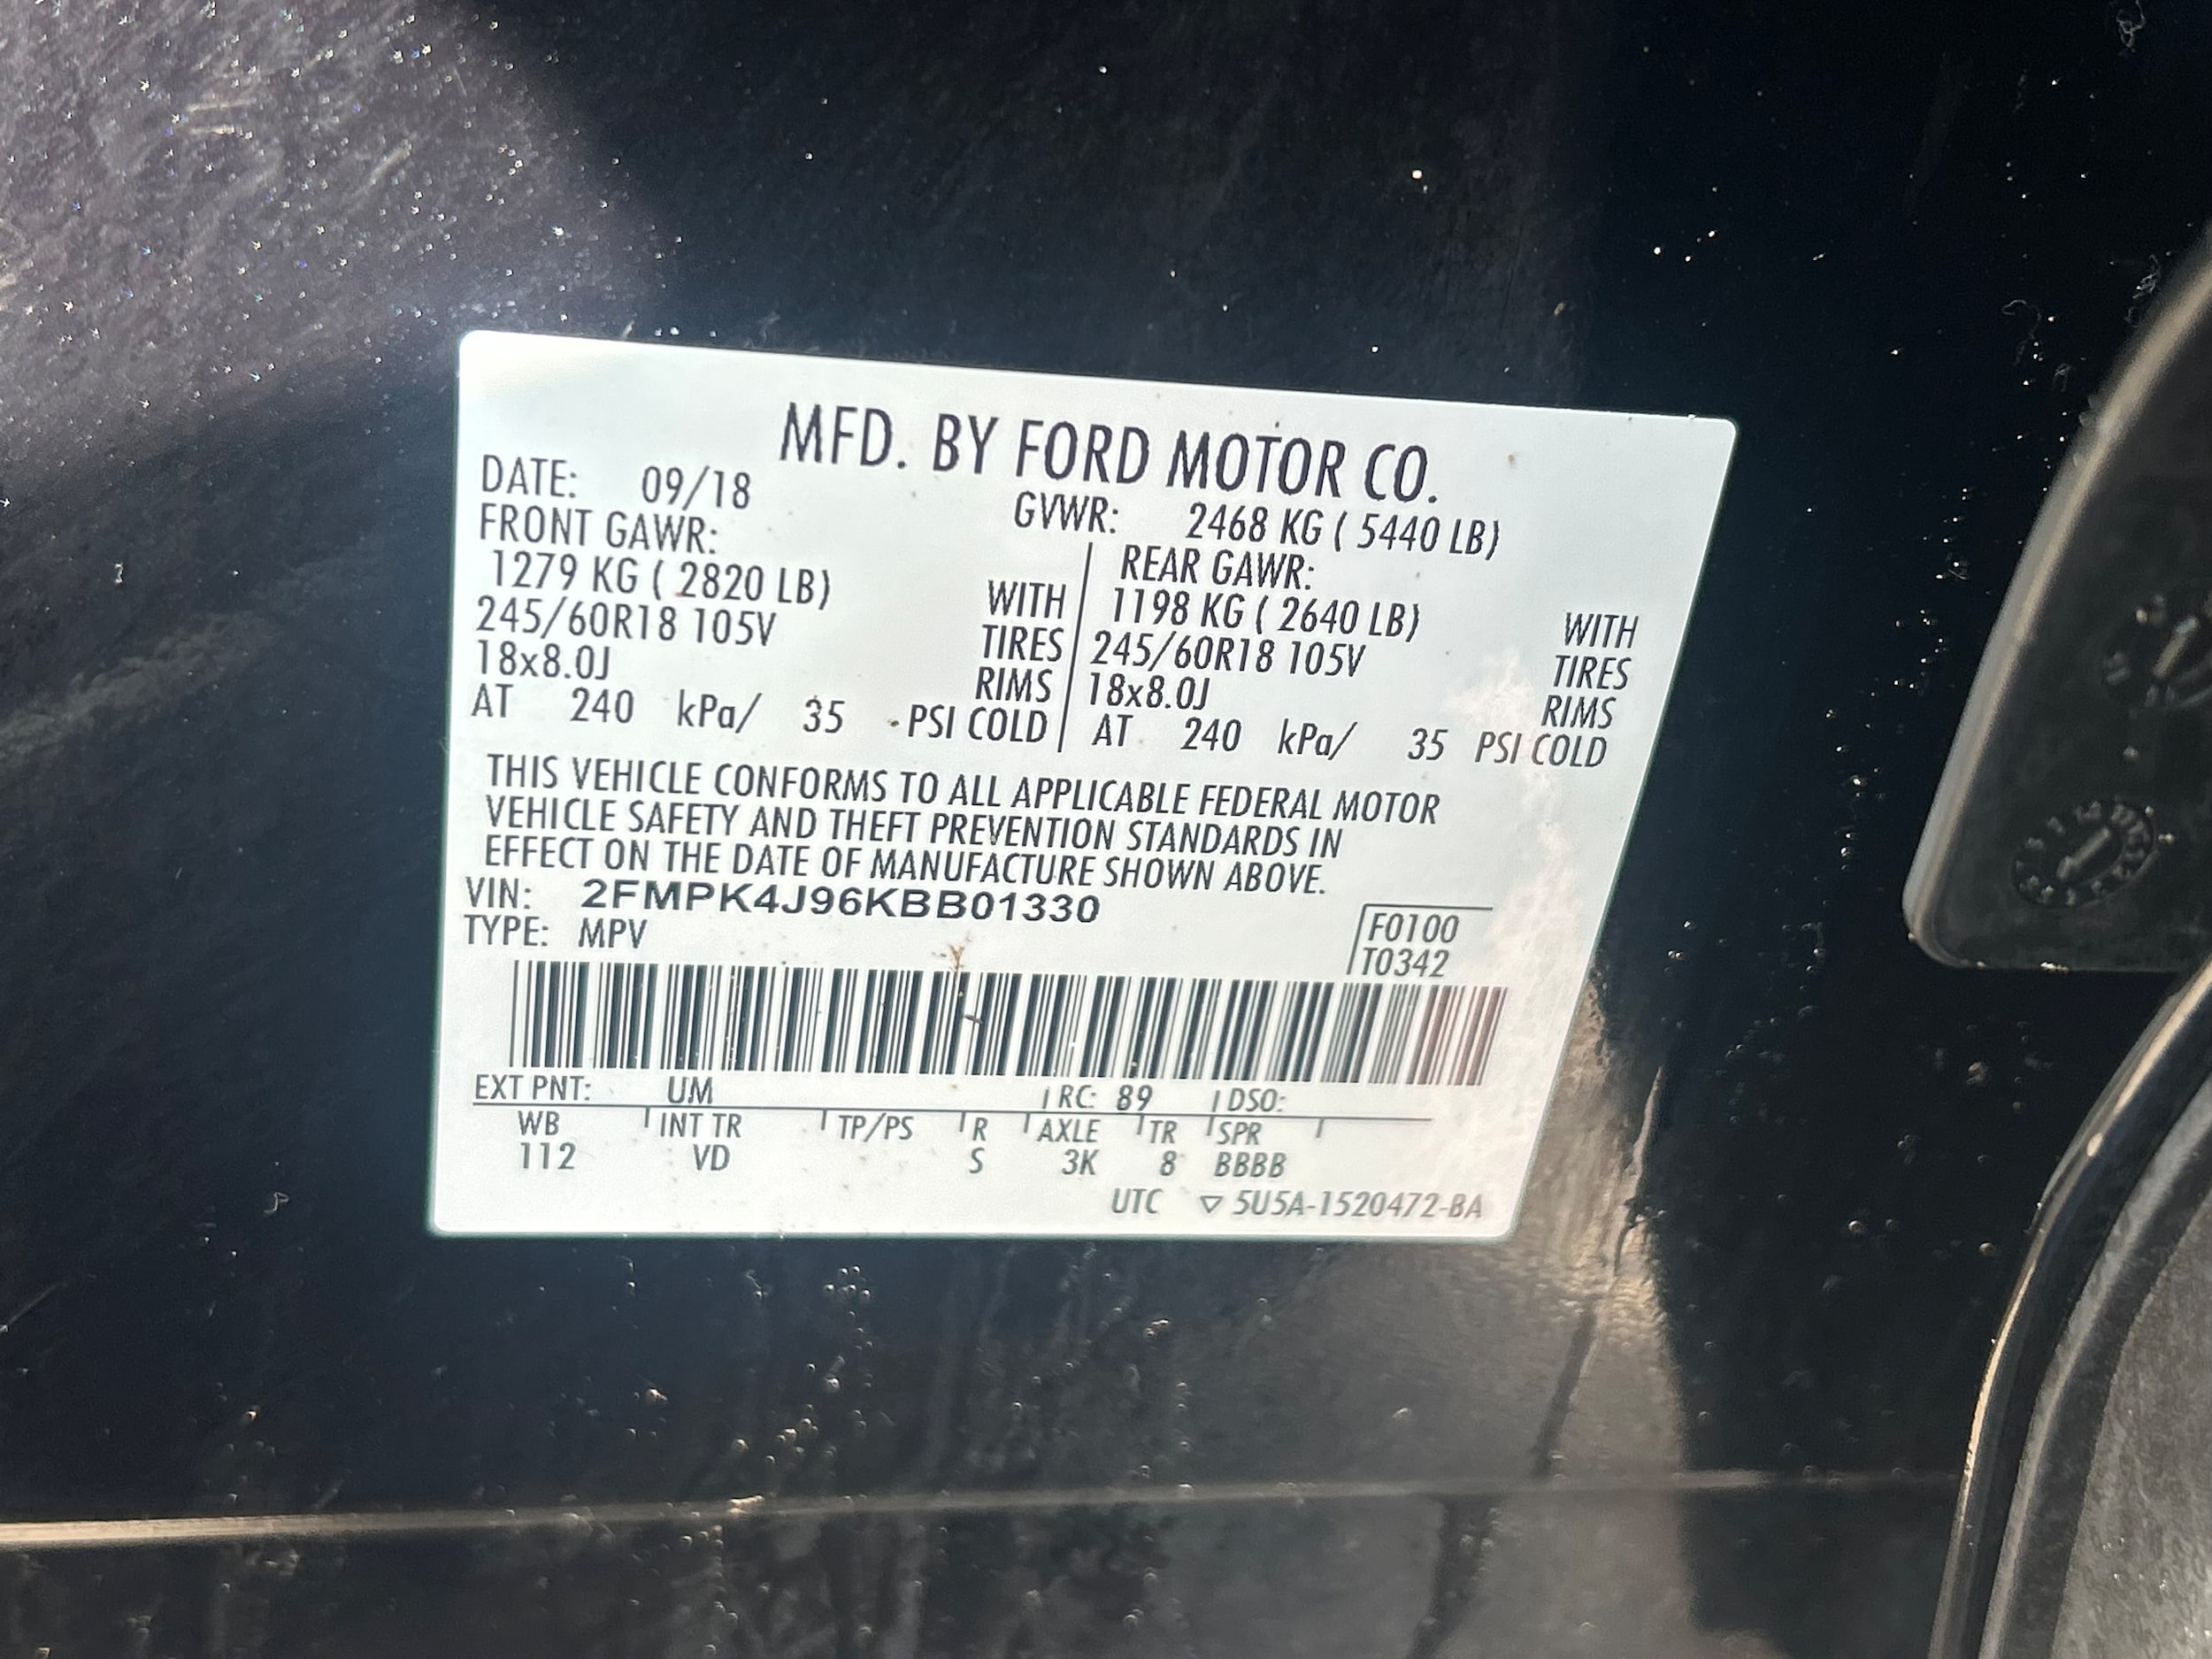 MFD. BY FORD MOTOR CO.
DATE: 09/18 GVWR: 2468 KG ( 5440 LB)
FRONT GAWR: REAR GAWR:
1279 KG ( 2820 LB) WITH 1198 KG ( 2640 LB) WITH
245/60R18 105V TIRES 245/60R18 105V TIRES
18x8.0J RIMS 18x8.0J RIMS
AT 240 kPa/ 35 PSI COLD AT 240 kPa/ 35 PSI COLD
THIS VEHICLE CONFORMS TO ALL APPLICABLE FEDERAL MOTOR
VEHICLE SAFETY AND THEFT PREVENTION STANDARDS IN
EFFECT ON THE DATE OF MANUFACTURE SHOWN ABOVE.
VIN: 2FMPK4J96KBB01330
TYPE: MPV
F0100
T0342
EXT PNT: UM RC: 89 DSO:
WB INT TR TP/PS R AXLE TR SPR
112 VD S 3K 8 BBBB
UTC ▽ 5U5A-1520472-BA